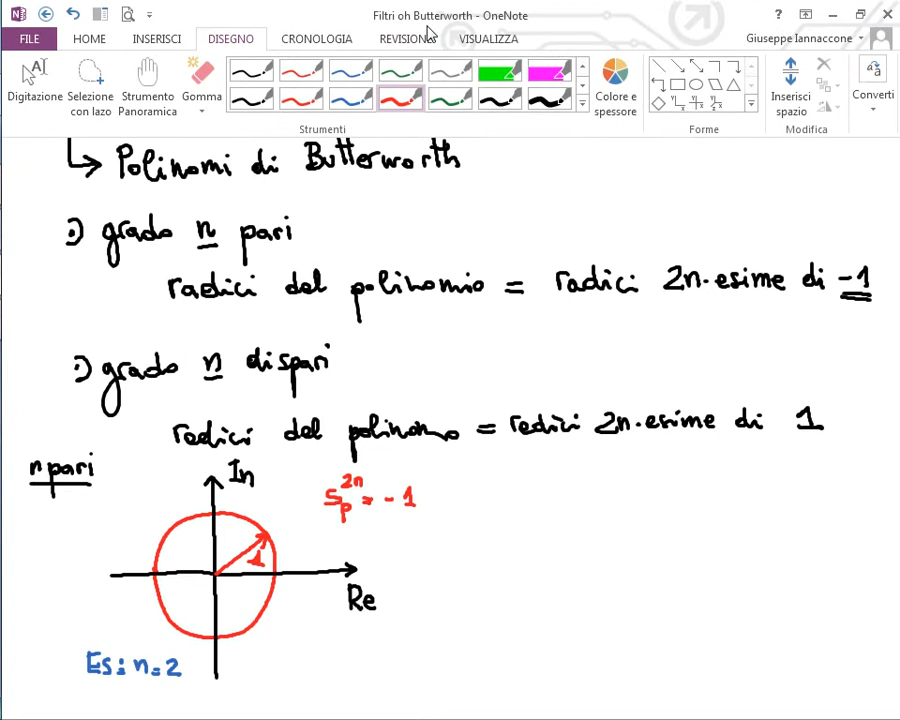 Filtri oh Butterworth - OneNote
FILE HOME INSERISCI DISEGNO CRONOLOGIA REVISIONE VISUALIZZA Giuseppe Iannaccone
Digitazione Selezione con lazo Strumento Panoramica Gomma Colore e spessore Inserisci spazio Converti
Strumenti Forme Modifica
↳ Polinomi di Butterworth
:) grado n pari
radici del polinomio = radici 2n.esime di -1
:) grado n dispari
radici del polinomo = radici 2n.esime di 1
n pari
Im
Sp^2n = -1
1
Re
Es: n=2